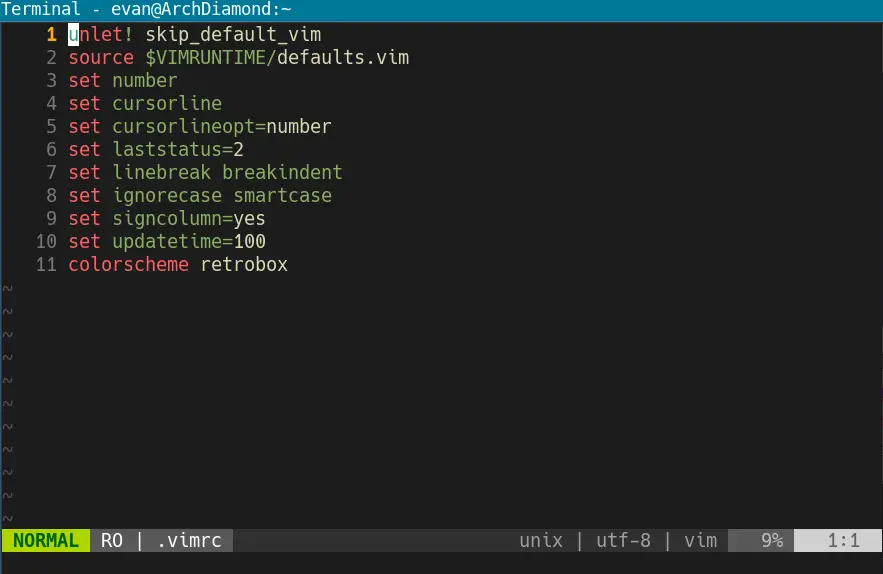 Terminal - evan@ArchDiamond:~
1 unlet! skip_default_vim
2 source $VIMRUNTIME/defaults.vim
3 set number
4 set cursorline
5 set cursorlineopt=number
6 set laststatus=2
7 set linebreak breakindent
8 set ignorecase smartcase
9 set signcolumn=yes
10 set updatetime=100
11 colorscheme retrobox
~
~
~
~
~
~
~
~
~
~
~
NORMAL RO | .vimrc unix | utf-8 | vim 9% 1:1